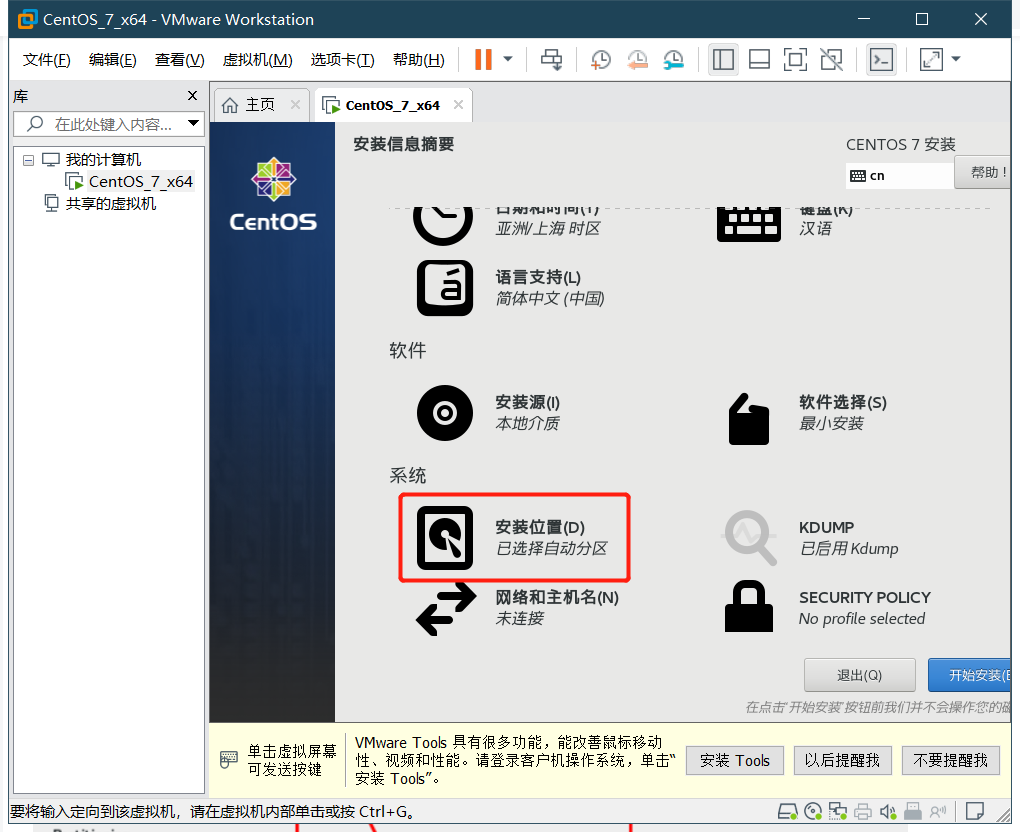 CentOS_7_x64 - VMware Workstation
文件(F) 编辑(E) 查看(V) 虚拟机(M) 选项卡(T) 帮助(H)
库
主页
CentOS_7_x64
在此处键入内容...
我的计算机
CentOS_7_x64
共享的虚拟机
CentOS
安装信息摘要
CENTOS 7 安装
cn
帮助！
日期和时间(T)
亚洲/上海 时区
键盘(K)
汉语
语言支持(L)
简体中文 (中国)
软件
安装源(I)
本地介质
软件选择(S)
最小安装
系统
安装位置(D)
已选择自动分区
KDUMP
已启用 Kdump
网络和主机名(N)
未连接
SECURITY POLICY
No profile selected
退出(Q)
开始安装(
在点击'开始安装'按钮前我们并不会操作您的
单击虚拟屏幕
可发送按键
VMware Tools 具有很多功能，能改善鼠标移动
性、视频和性能。请登录客户机操作系统，单击“
安装 Tools”。
安装 Tools
以后提醒我
不要提醒我
要将输入定向到该虚拟机，请在虚拟机内部单击或按 Ctrl+G。